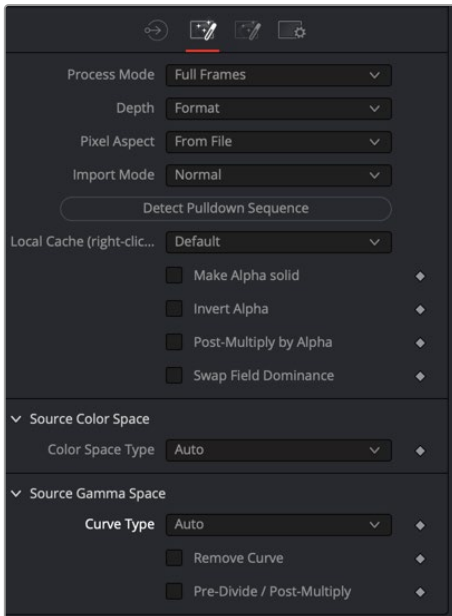 Process Mode Full Frames
Depth Format
Pixel Aspect From File
Import Mode Normal
Detect Pulldown Sequence
Local Cache (right-clic... Default
Make Alpha solid
Invert Alpha
Post-Multiply by Alpha
Swap Field Dominance
Source Color Space
Color Space Type Auto
Source Gamma Space
Curve Type Auto
Remove Curve
Pre-Divide / Post-Multiply